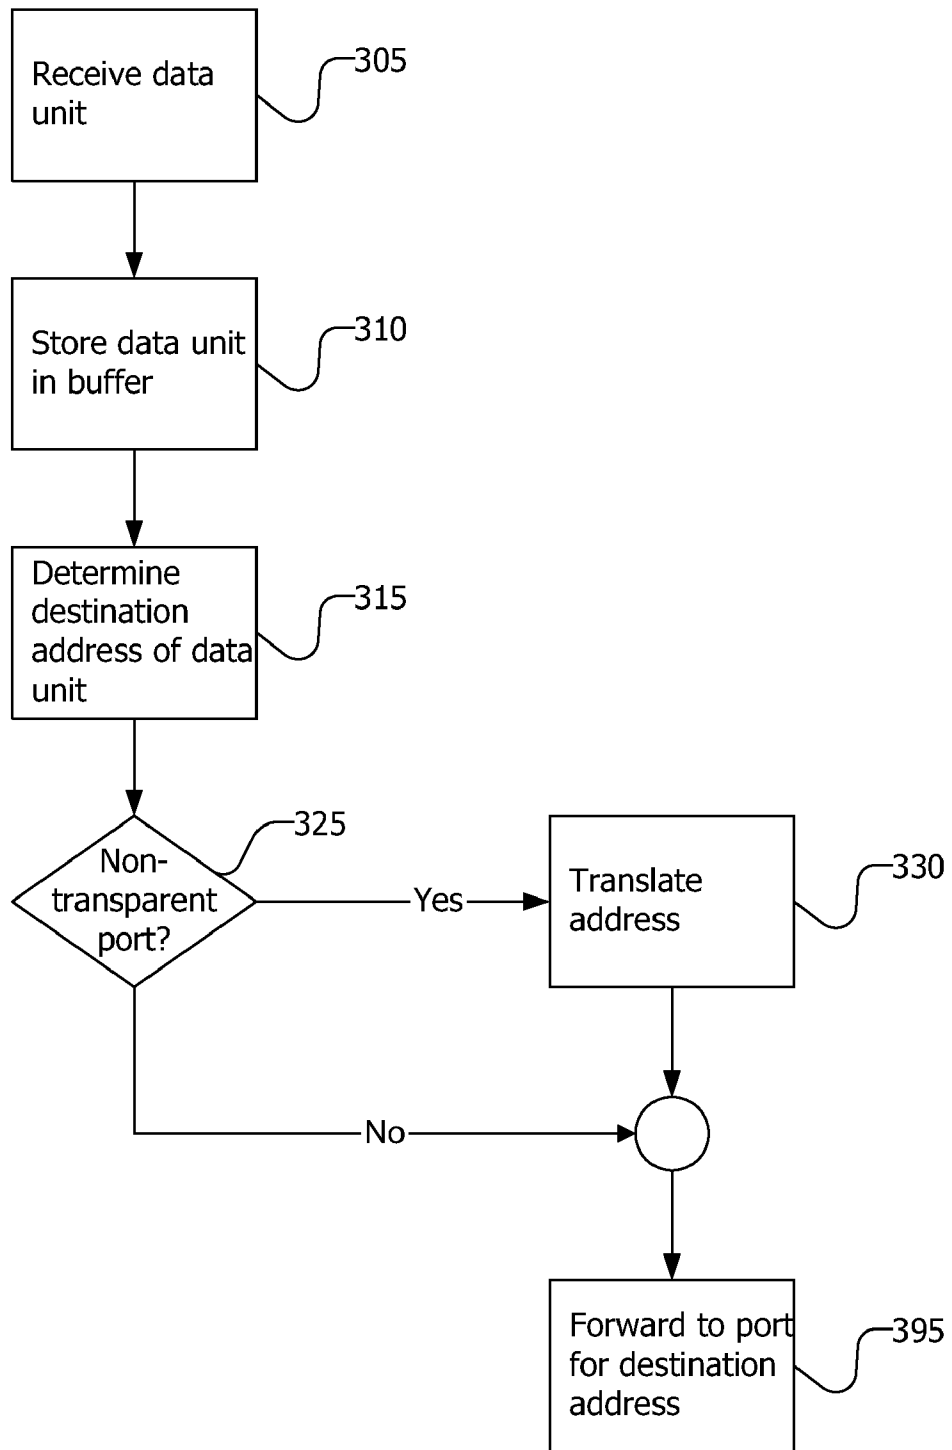 Receive data
unit
305
Store data unit
in buffer
310
Determine
destination
address of data
unit
315
Non-
transparent
port?
325
Yes
Translate
address
330
No
Forward to port
for destination
address
395